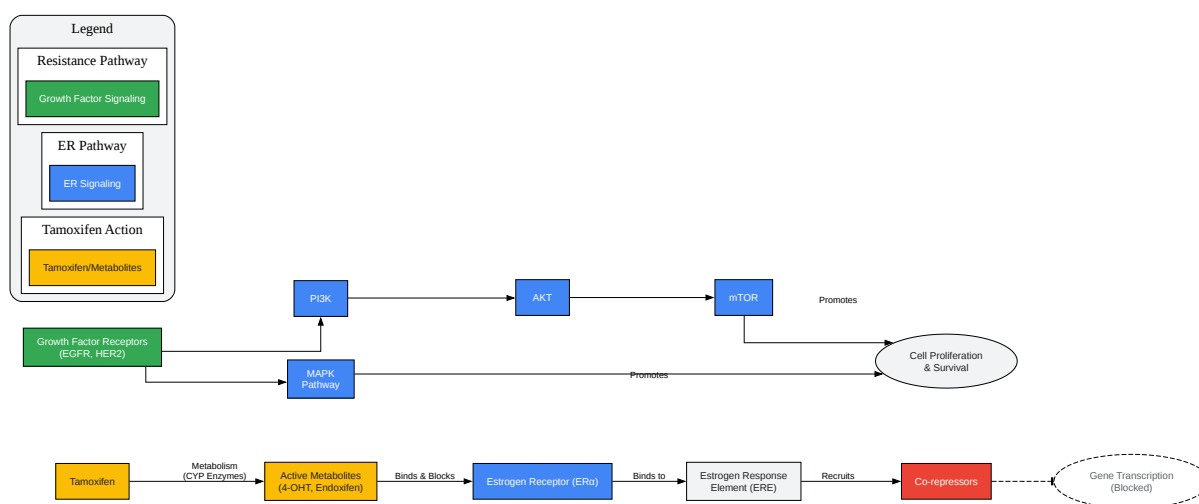 Legend
Resistance Pathway
Growth Factor Signaling
ER Pathway
ER Signaling
Tamoxifen Action
Tamoxifen/Metabolites
PI3K
AKT
mTOR
Promotes
Growth Factor Receptors
(EGFR, HER2)
MAPK
Pathway
Promotes
Cell Proliferation
& Survival
Tamoxifen
Metabolism
(CYP Enzymes)
Active Metabolites
(4-OHT, Endoxifen)
Binds & Blocks
Estrogen Receptor (ERα)
Binds to
Estrogen Response
Element (ERE)
Recruits
Co-repressors
Gene Transcription
(Blocked)